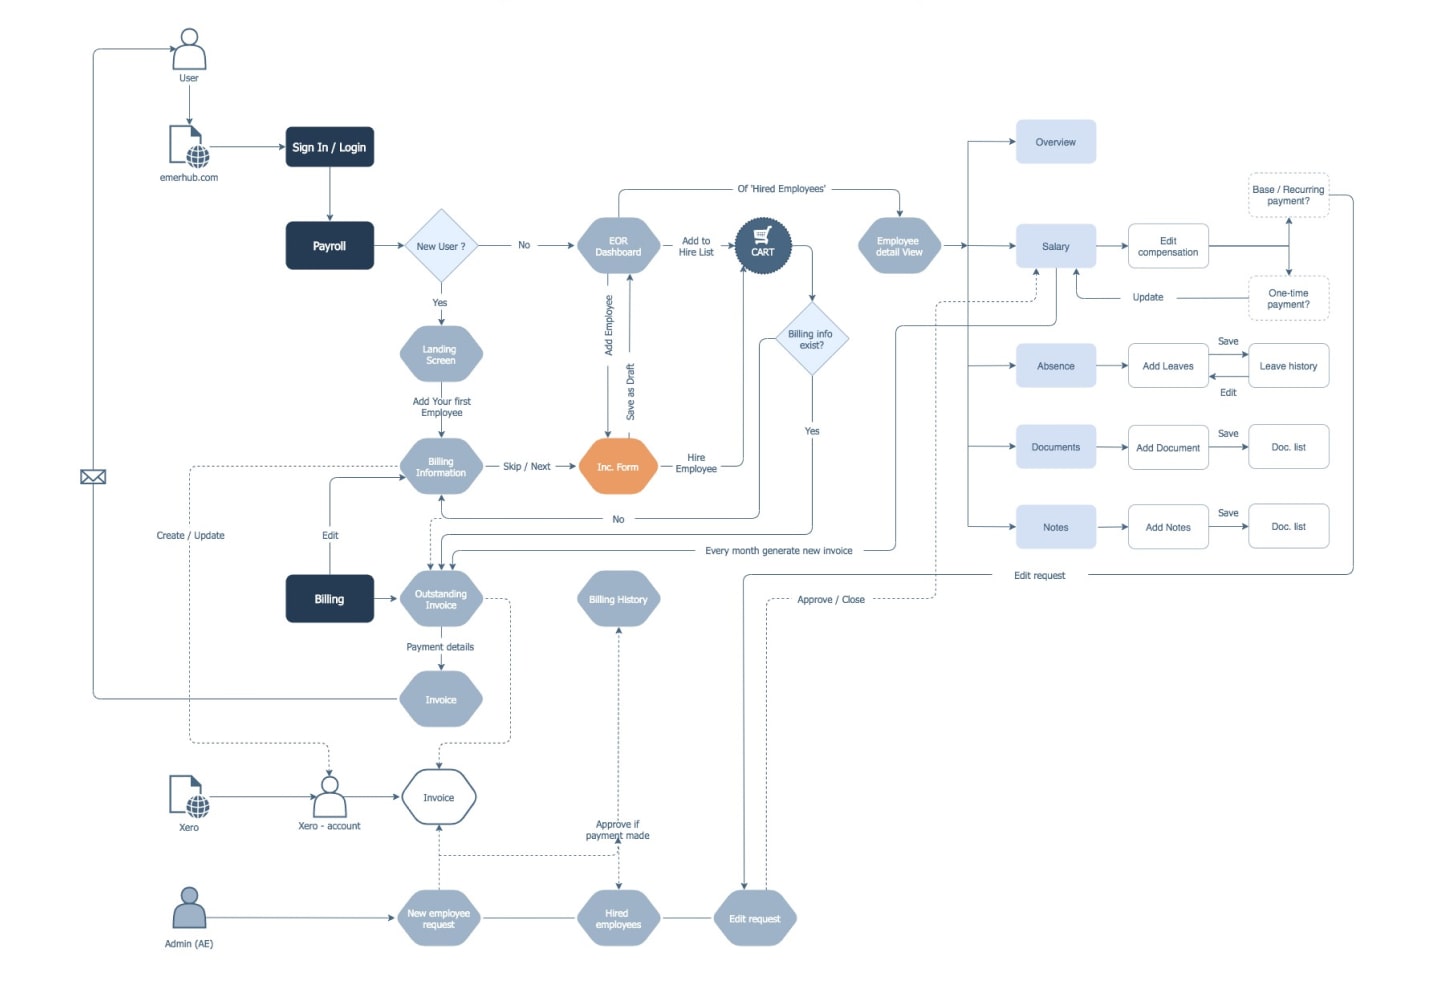 User
emerhub.com
Sign In / Login
Payroll
New User ?
No
Yes
Landing
Screen
Add Your first
Employee
Billing
Information
Skip / Next
Inc. Form
EOR
Dashboard
Of 'Hired Employees'
Add to
Hire List
CART
Add Employee
Save as Draft
Hire
Employee
Billing info
exist?
Yes
No
Employee
detail View
Overview
Salary
Edit
compensation
Base / Recurring
payment?
One-time
payment?
Update
Absence
Add Leaves
Save
Edit
Leave history
Documents
Add Document
Save
Doc. list
Notes
Add Notes
Save
Doc. list
Every month generate new invoice
Edit request
Approve / Close
Create / Update
Edit
Billing
Outstanding
Invoice
Payment details
Invoice
Billing History
Xero
Xero - account
Invoice
Approve if
payment made
Admin (AE)
New employee
request
Hired
employees
Edit request